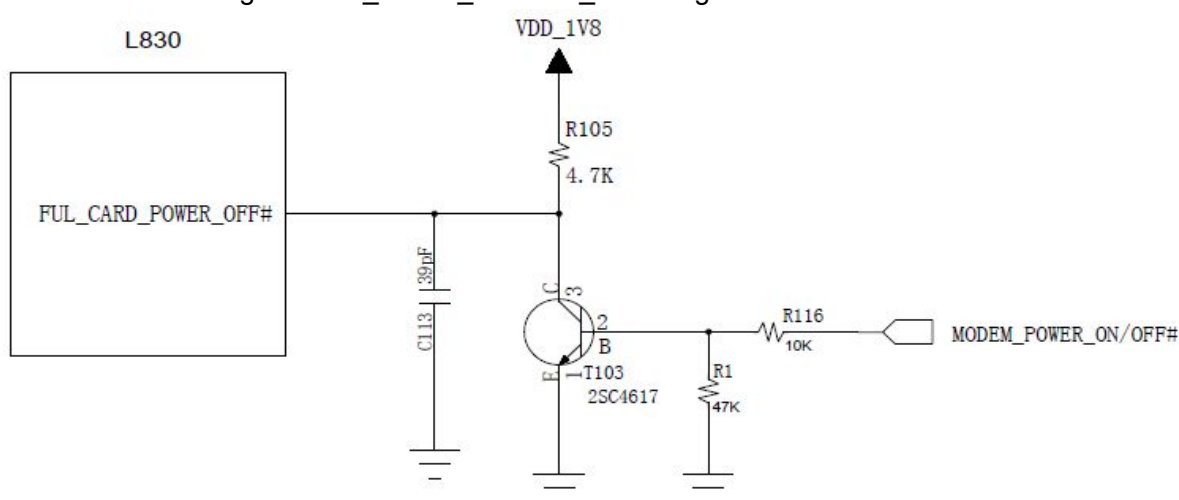 L830
VDD_1V8
R105
4.7K
FUL_CARD_POWER_OFF#
39pF
C113
C
3
2
B
E
1
T103
2SC4617
R116
10K
MODEM_POWER_ON/OFF#
R1
47K